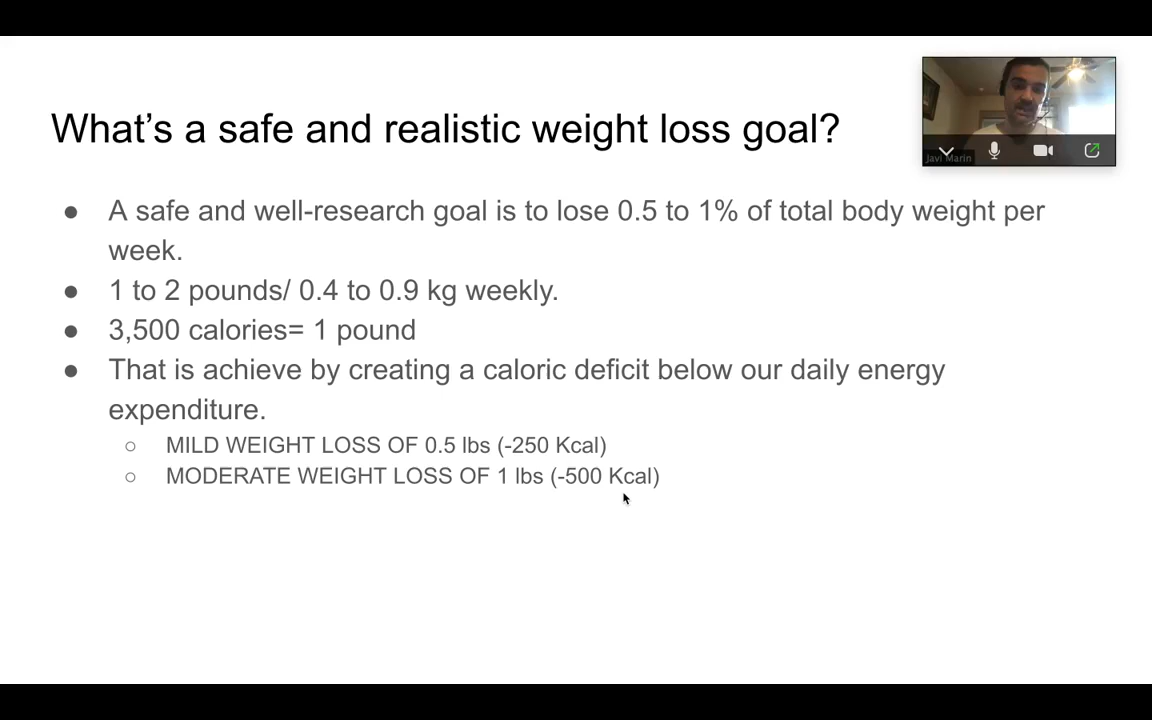 What's a safe and realistic weight loss goal?
Javi Marin
● A safe and well-research goal is to lose 0.5 to 1% of total body weight per
week.
● 1 to 2 pounds/ 0.4 to 0.9 kg weekly.
● 3,500 calories= 1 pound
● That is achieve by creating a caloric deficit below our daily energy
expenditure.
○ MILD WEIGHT LOSS OF 0.5 lbs (-250 Kcal)
○ MODERATE WEIGHT LOSS OF 1 lbs (-500 Kcal)